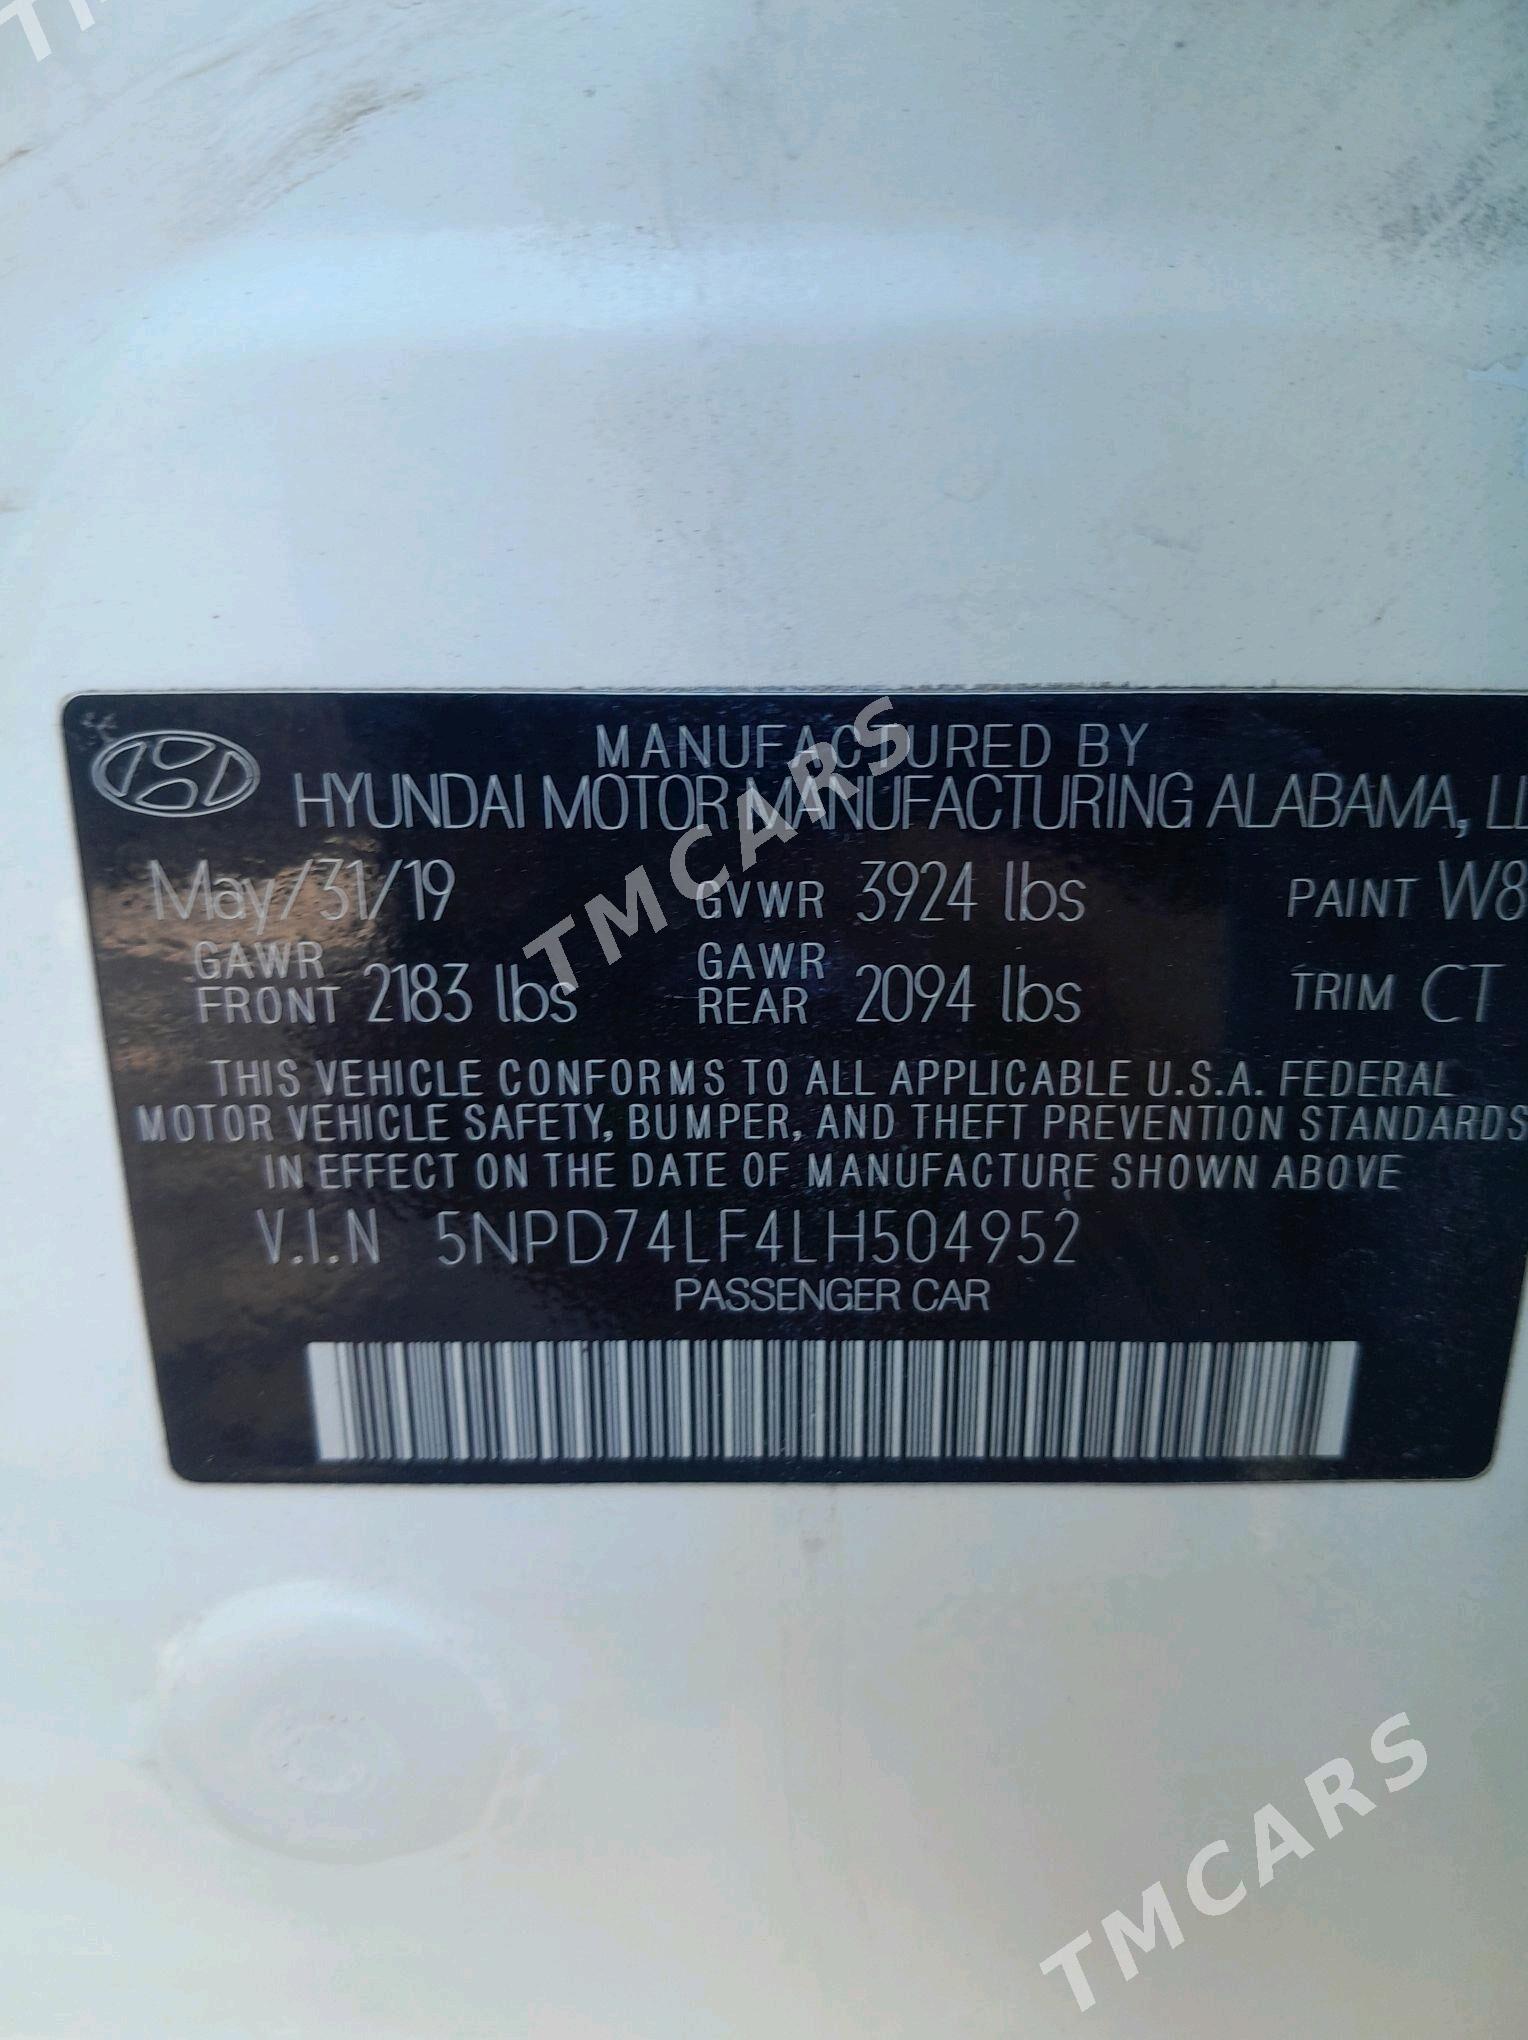 MANUFACTURED BY
HYUNDAI MOTOR MANUFACTURING ALABAMA,
May/31/19 GVWR 3924 lbs PAINT W8
GAWR FRONT 2183 lbs GAWR REAR 2094 lbs TRIM CT
THIS VEHICLE CONFORMS TO ALL APPLICABLE U.S.A. FEDERAL
MOTOR VEHICLE SAFETY, BUMPER, AND THEFT PREVENTION STANDARDS
IN EFFECT ON THE DATE OF MANUFACTURE SHOWN ABOVE
V.I.N 5NPD74LF4LH504952
PASSENGER CAR
TMCARS
TMCARS